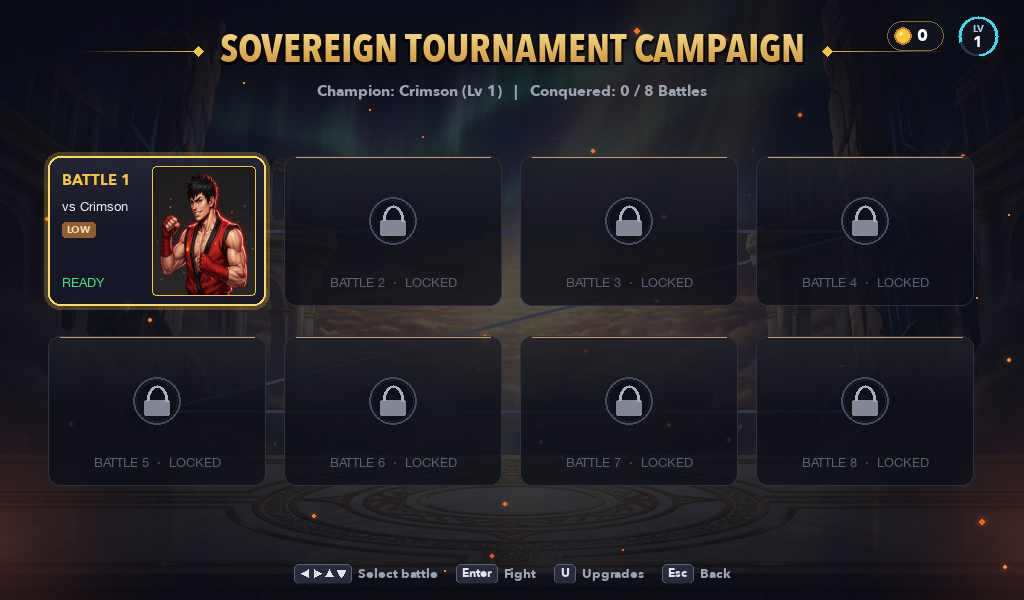 SOVEREIGN TOURNAMENT CAMPAIGN
0
LV
1
Champion: Crimson (Lv 1) | Conquered: 0 / 8 Battles
BATTLE 1
vs Crimson
LOW
READY
BATTLE 2 · LOCKED
BATTLE 3 · LOCKED
BATTLE 4 · LOCKED
BATTLE 5 · LOCKED
BATTLE 6 · LOCKED
BATTLE 7 · LOCKED
BATTLE 8 · LOCKED
◀▶▲▼ Select battle Enter Fight U Upgrades Esc Back